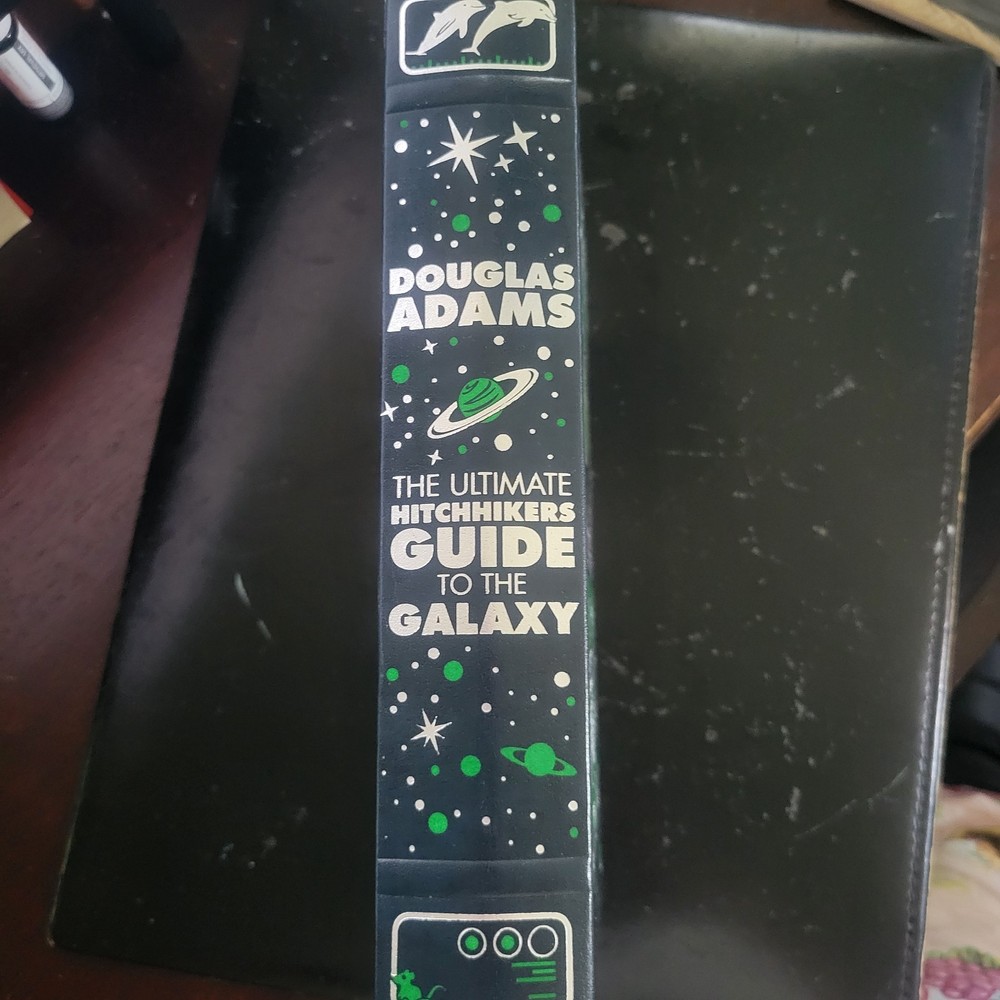 DOUGLAS
ADAMS
THE ULTIMATE
HITCHHIKERS
GUIDE
TO THE
GALAXY